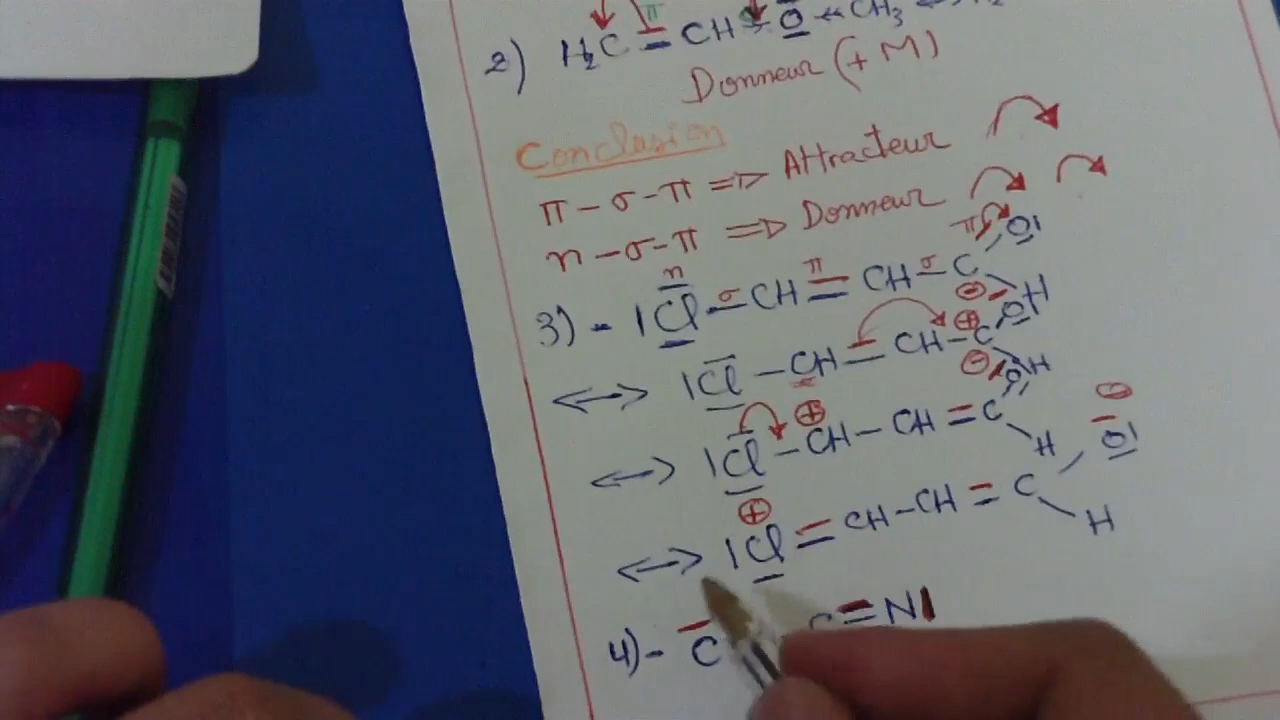 2) H₂C = CH - O - CH₃
Donneur (+M)
Conclusion
π - σ - π => Attracteur
n - σ - π => Donneur
3) - |Cl - CH = CH - C O H
n σ π σ π
<-> |Cl - CH = CH - C ⊕ O ⊖ H
<-> |Cl - CH ⊕ - CH = C O ⊖ H
<-> |Cl ⊕ = CH - CH = C O ⊖ H
4) - C C ≡ N|